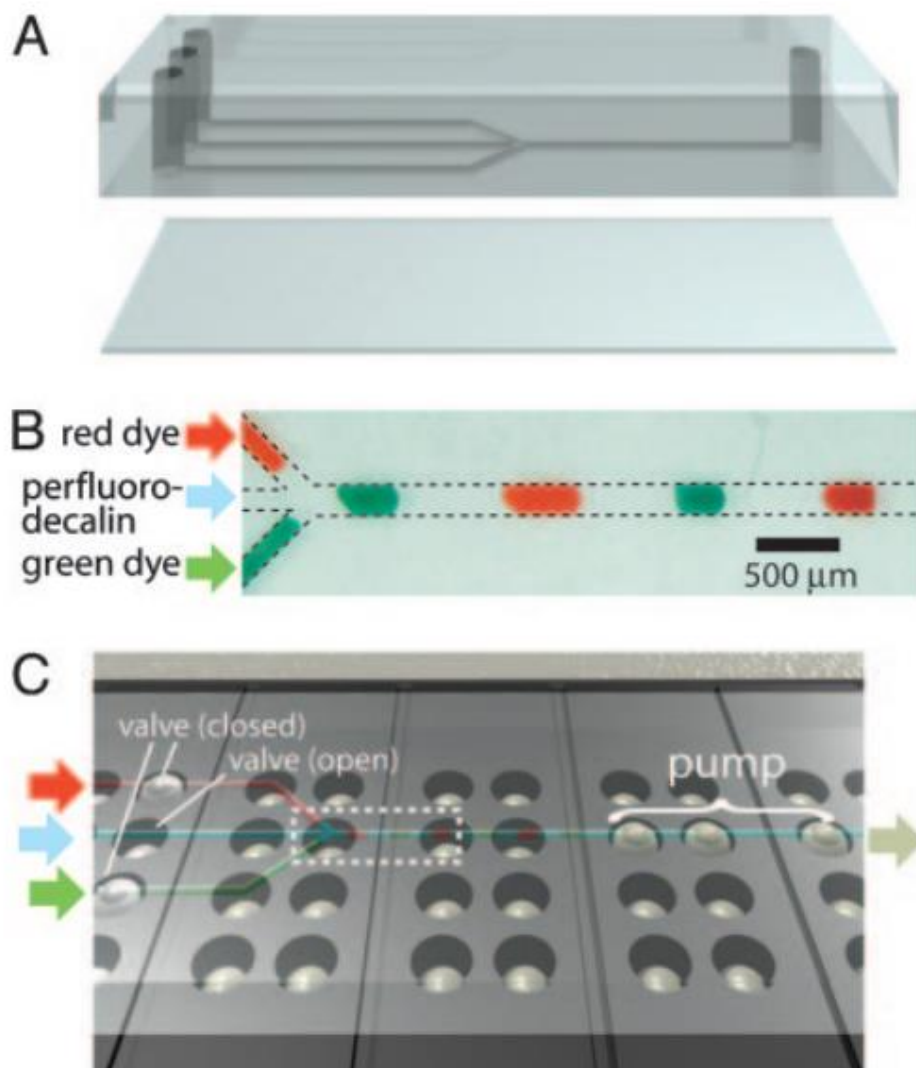 A
B
red dye
perfluoro-
decalin
green dye
500 μm
C
valve (closed)
valve (open)
pump